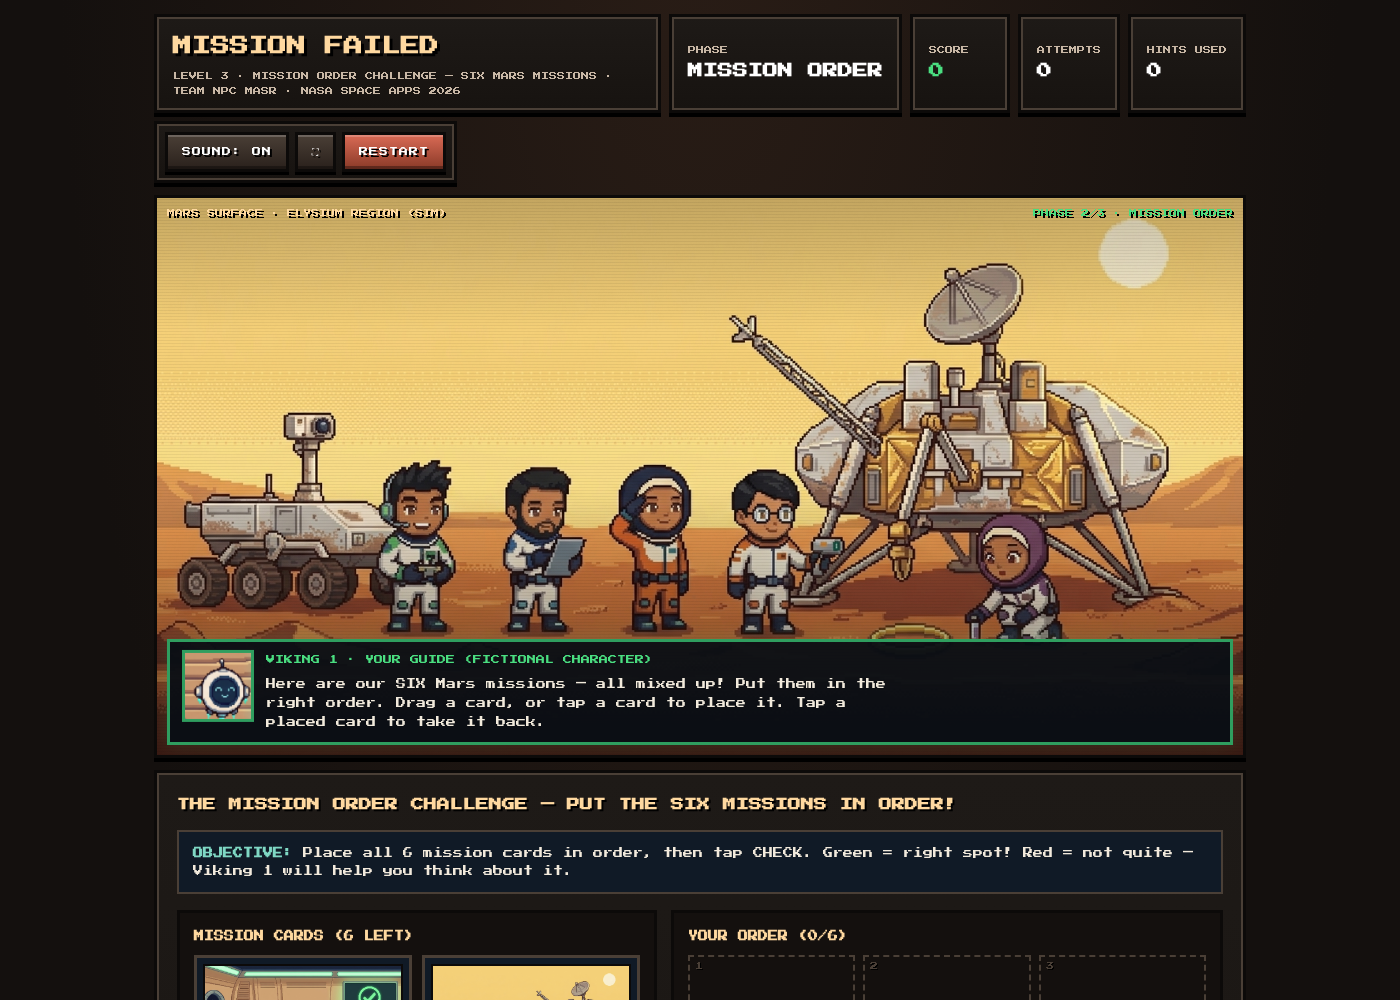 MISSION FAILED
LEVEL 3 · MISSION ORDER CHALLENGE — SIX MARS MISSIONS ·
TEAM NPC MASR · NASA SPACE APPS 2026
PHASE
MISSION ORDER
SCORE
0
ATTEMPTS
0
HINTS USED
0
SOUND: ON
RESTART
MARS SURFACE · ELYSIUM REGION (SIM)
PHASE 2/3 · MISSION ORDER
VIKING 1 · YOUR GUIDE (FICTIONAL CHARACTER)
Here are our SIX Mars missions — all mixed up! Put them in the
right order. Drag a card, or tap a card to place it. Tap a
placed card to take it back.
THE MISSION ORDER CHALLENGE — PUT THE SIX MISSIONS IN ORDER!
OBJECTIVE: Place all 6 mission cards in order, then tap CHECK. Green = right spot! Red = not quite —
Viking 1 will help you think about it.
MISSION CARDS (6 LEFT)
YOUR ORDER (0/6)
1
2
3